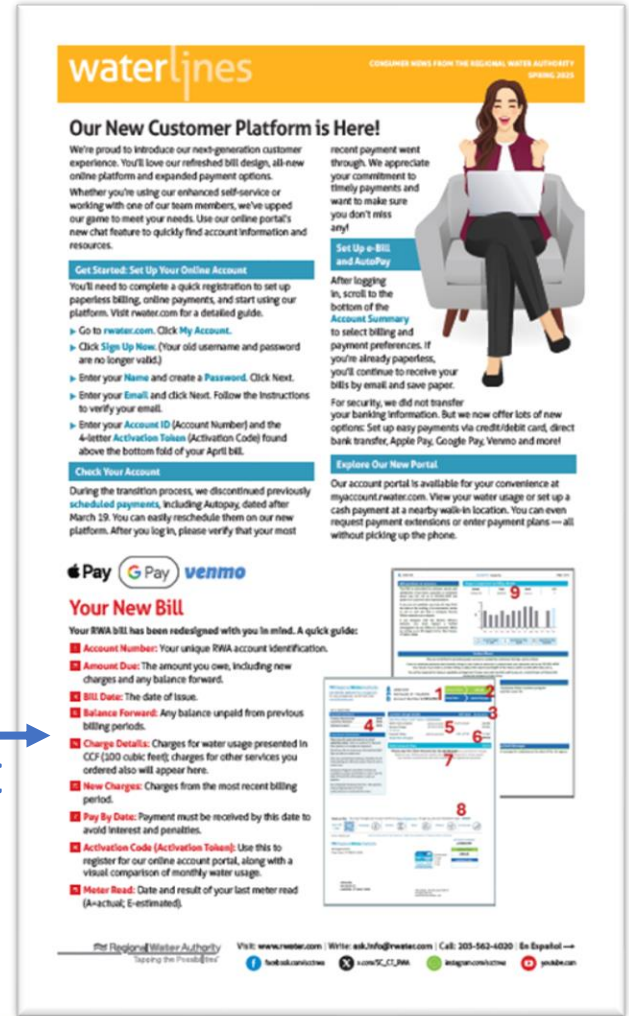 waterlines
CONSUMER NEWS FROM THE REGIONAL WATER AUTHORITY
SPRING 2025
Our New Customer Platform is Here!
We're proud to introduce our next-generation customer
experience. You'll love our refreshed bill design, all-new
online platform and expanded payment options.
Whether you're using our enhanced self-service or
working with one of our team members, we've upped
our game to meet your needs. Use our online portal's
new chat feature to quickly find account information and
resources.
Get Started: Set Up Your Online Account
You'll need to complete a quick registration to set up
paperless billing, online payments, and start using our
platform. Visit rwater.com for a detailed guide.
▶ Go to rwater.com. Click My Account.
▶ Click Sign Up Now. (Your old username and password
are no longer valid.)
▶ Enter your Name and create a Password. Click Next.
▶ Enter your Email and click Next. Follow the Instructions
to verify your email.
▶ Enter your Account ID (Account Number) and the
4-letter Activation Token (Activation Code) found
above the bottom fold of your April bill.
Check Your Account
During the transition process, we discontinued previously
scheduled payments, including Autopay, dated after
March 19. You can easily reschedule them on our new
platform. After you log in, please verify that your most
recent payment went
through. We appreciate
your commitment to
timely payments and
want to make sure
you don't miss
any!
Set Up e-Bill
and AutoPay
After logging
in, scroll to the
bottom of the
Account Summary
to select billing and
payment preferences. If
you're already paperless,
you'll continue to receive your
bills by email and save paper.
For security, we did not transfer
your banking information. But we now offer lots of new
options: Set up easy payments via credit/debit card, direct
bank transfer, Apple Pay, Google Pay, Venmo and more!
Explore Our New Portal
Our account portal is available for your convenience at
myaccount.rwater.com. View your water usage or set up a
cash payment at a nearby walk-in location. You can even
request payment extensions or enter payment plans — all
without picking up the phone.
Pay G Pay venmo
Your New Bill
Your RWA bill has been redesigned with you in mind. A quick guide:
1 Account Number: Your unique RWA account identification.
2 Amount Due: The amount you owe, including new
charges and any balance forward.
3 Bill Date: The date of issue.
4 Balance Forward: Any balance unpaid from previous
billing periods.
5 Charge Details: Charges for water usage presented in
CCF (100 cubic feet); charges for other services you
ordered also will appear here.
6 New Charges: Charges from the most recent billing
period.
7 Pay By Date: Payment must be received by this date to
avoid interest and penalties.
8 Activation Code (Activation Token): Use this to
register for our online account portal, along with a
visual comparison of monthly water usage.
9 Meter Read: Date and result of your last meter read
(A=actual; E=estimated).
9
1
2
3
4
5
6
7
8
Regional Water Authority
Tapping the Possibilities
Visit: www.rwater.com | Write: ask.info@rwater.com | Call: 203-562-4020 | En Español →
facebook.com/scctrwa
x.com/SC_CT_RWA
instagram.com/scctrwa
youtube.com